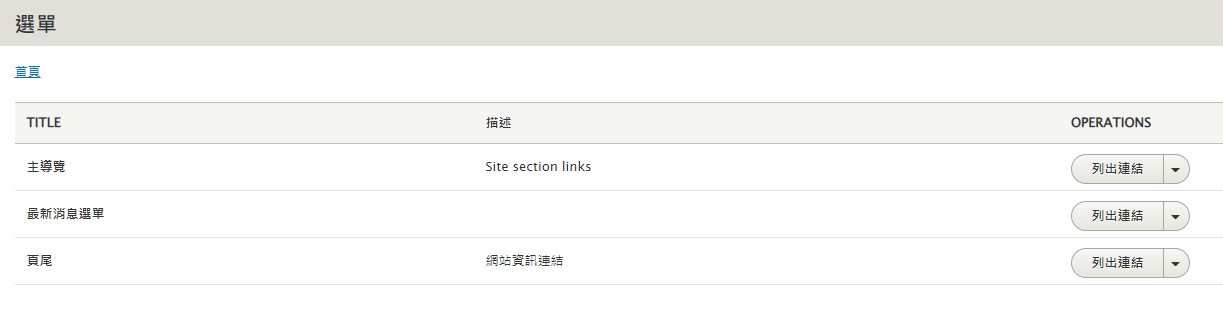 選單
首頁
TITLE 描述 OPERATIONS
主導覽 Site section links 列出連結
最新消息選單 列出連結
頁尾 網站資訊連結 列出連結